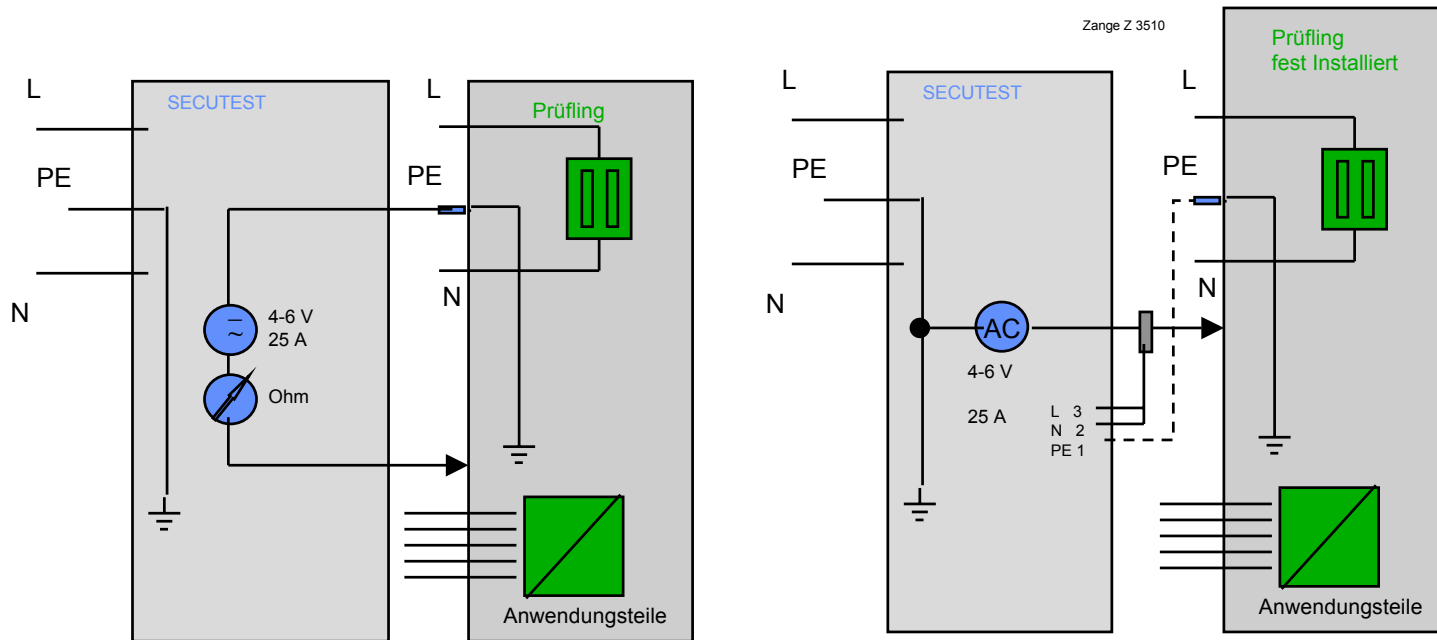 L
SECUTEST
PE
N
4-6 V
25 A
Ohm
L
Prüfling
PE
N
Anwendungsteile
Zange Z 3510
L
SECUTEST
PE
N
AC
4-6 V
25 A
L 3
N 2
PE 1
L
Prüfling
fest Installiert
PE
N
Anwendungsteile